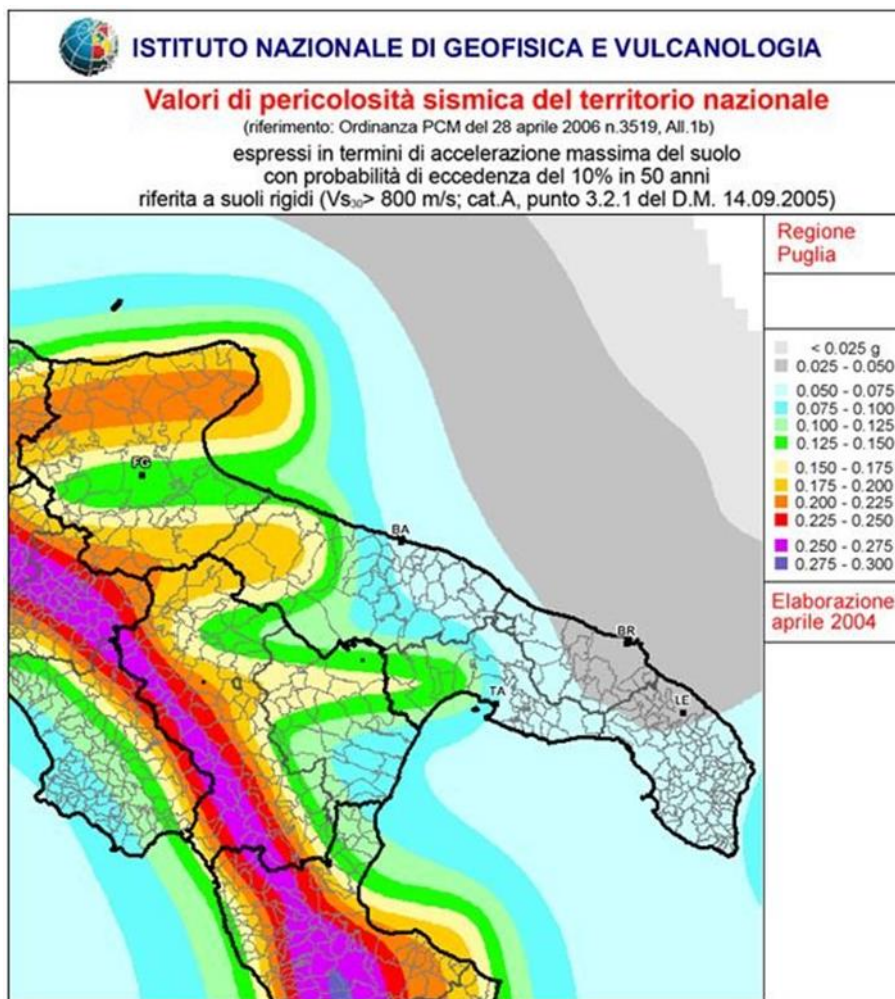 ISTITUTO NAZIONALE DI GEOFISICA E VULCANOLOGIA
Valori di pericolosità sismica del territorio nazionale
(riferimento: Ordinanza PCM del 28 aprile 2006 n.3519, All.1b)
espressi in termini di accelerazione massima del suolo
con probabilità di eccedenza del 10% in 50 anni
riferita a suoli rigidi (Vs₃₀> 800 m/s; cat.A, punto 3.2.1 del D.M. 14.09.2005)
Regione
Puglia
< 0.025 g
0.025 - 0.050
0.050 - 0.075
0.075 - 0.100
0.100 - 0.125
0.125 - 0.150
0.150 - 0.175
0.175 - 0.200
0.200 - 0.225
0.225 - 0.250
0.250 - 0.275
0.275 - 0.300
Elaborazione
aprile 2004
FG
BA
BR
TA
LE